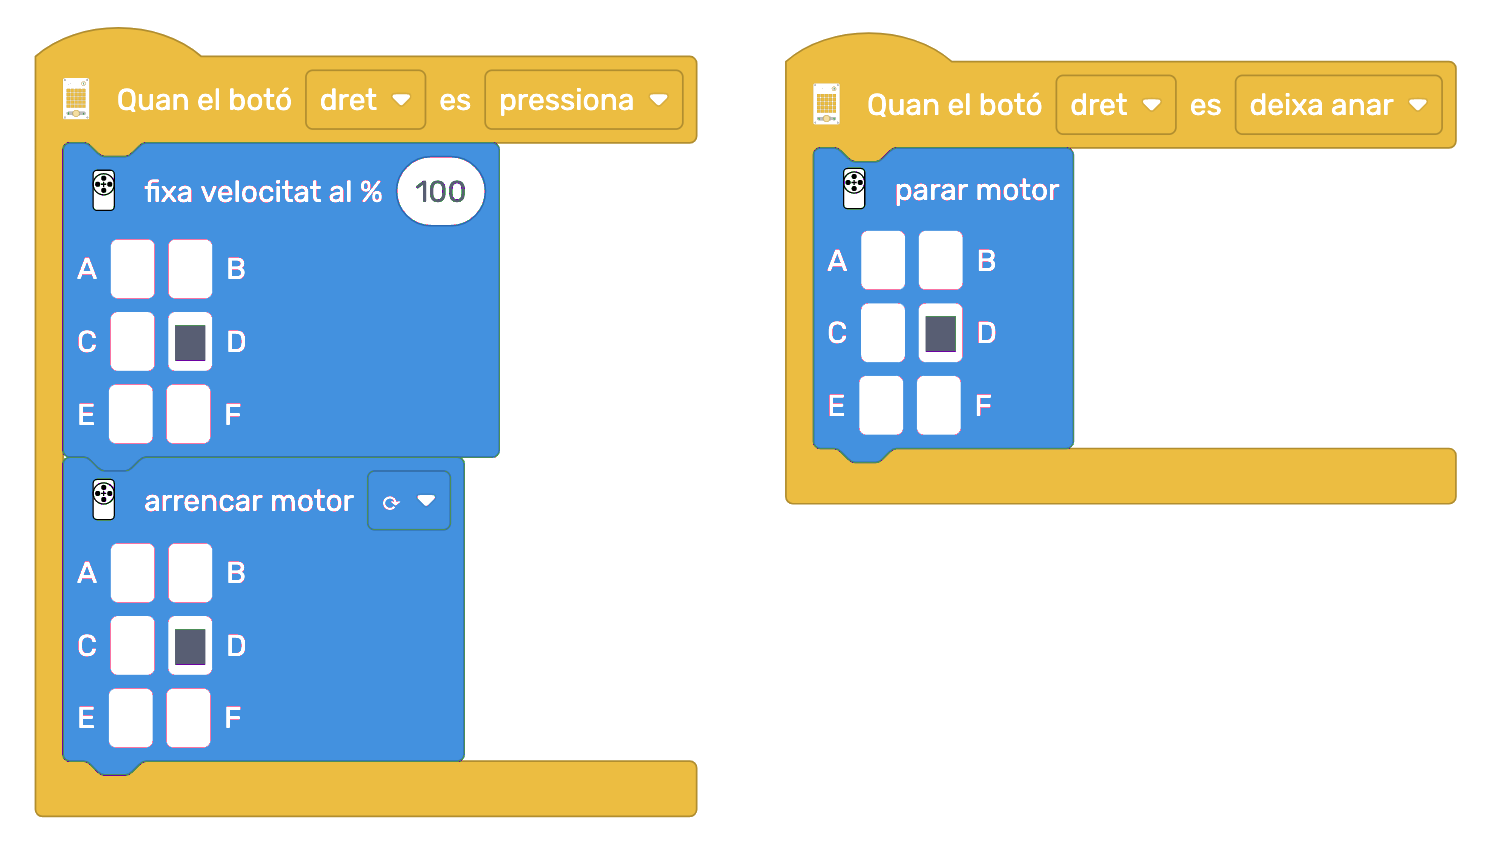 Quan el botó dret es pressiona
fixa velocitat al % 100
A B
C D
E F
arrencar motor ⟳
A B
C D
E F
Quan el botó dret es deixa anar
parar motor
A B
C D
E F